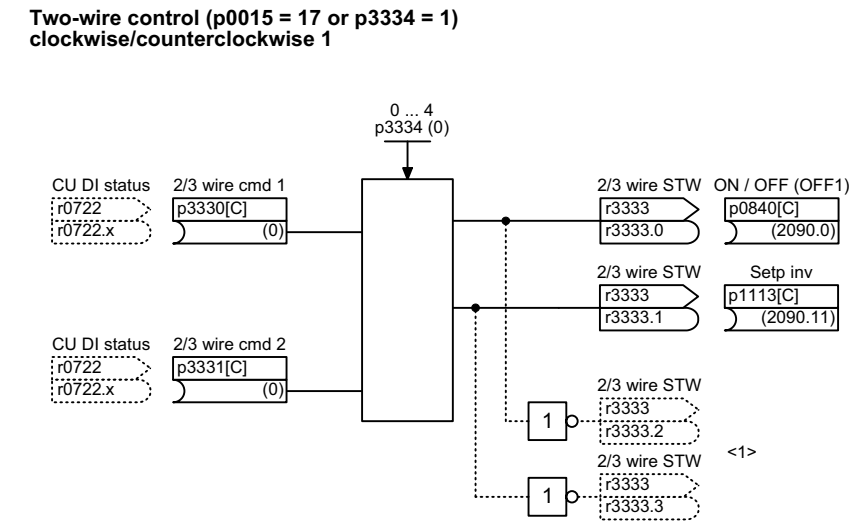 Two-wire control (p0015 = 17 or p3334 = 1)
clockwise/counterclockwise 1
0 ... 4
p3334 (0)
CU DI status 2/3 wire cmd 1
r0722 p3330[C]
r0722.x (0)
2/3 wire STW ON / OFF (OFF1)
r3333 p0840[C]
r3333.0 (2090.0)
2/3 wire STW Setp inv
r3333 p1113[C]
r3333.1 (2090.11)
CU DI status 2/3 wire cmd 2
r0722 p3331[C]
r0722.x (0)
2/3 wire STW
r3333
1 r3333.2
<1>
2/3 wire STW
r3333
1 r3333.3